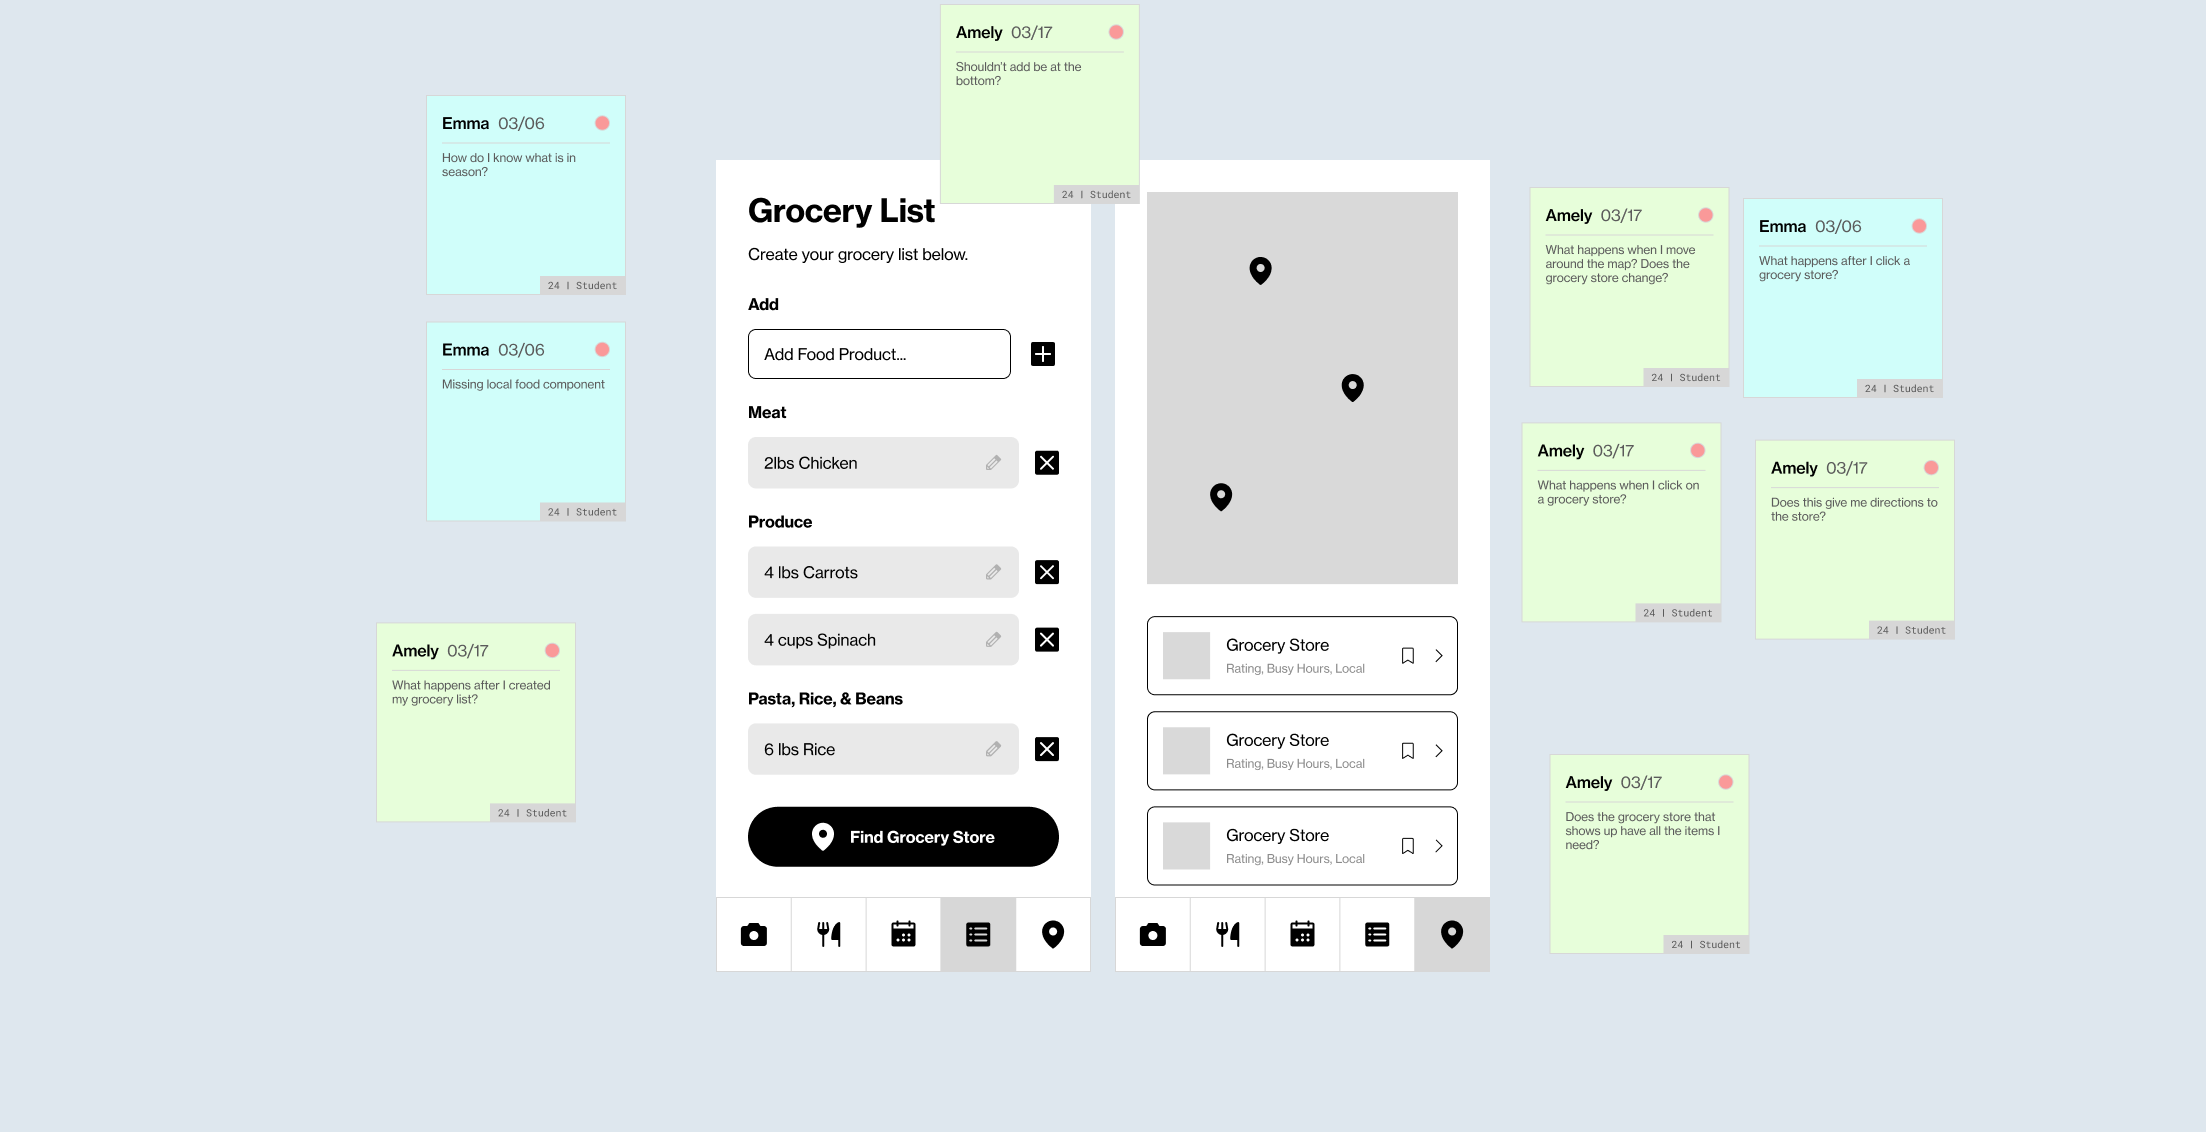 Amely 03/17
Shouldn't add be at the
bottom?
24 | Student
Emma 03/06
How do I know what is in
season?
24 | Student
Emma 03/06
Missing local food component
24 | Student
Amely 03/17
What happens after I created
my grocery list?
24 | Student
Grocery List
Create your grocery list below.
Add
Add Food Product...
Meat
2lbs Chicken
Produce
4 lbs Carrots
4 cups Spinach
Pasta, Rice, & Beans
6 lbs Rice
Find Grocery Store
Grocery Store
Rating, Busy Hours, Local
Grocery Store
Rating, Busy Hours, Local
Grocery Store
Rating, Busy Hours, Local
Amely 03/17
What happens when I move
around the map? Does the
grocery store change?
24 | Student
Emma 03/06
What happens after I click a
grocery store?
24 | Student
Amely 03/17
What happens when I click on
a grocery store?
24 | Student
Amely 03/17
Does this give me directions to
the store?
24 | Student
Amely 03/17
Does the grocery store that
shows up have all the items I
need?
24 | Student